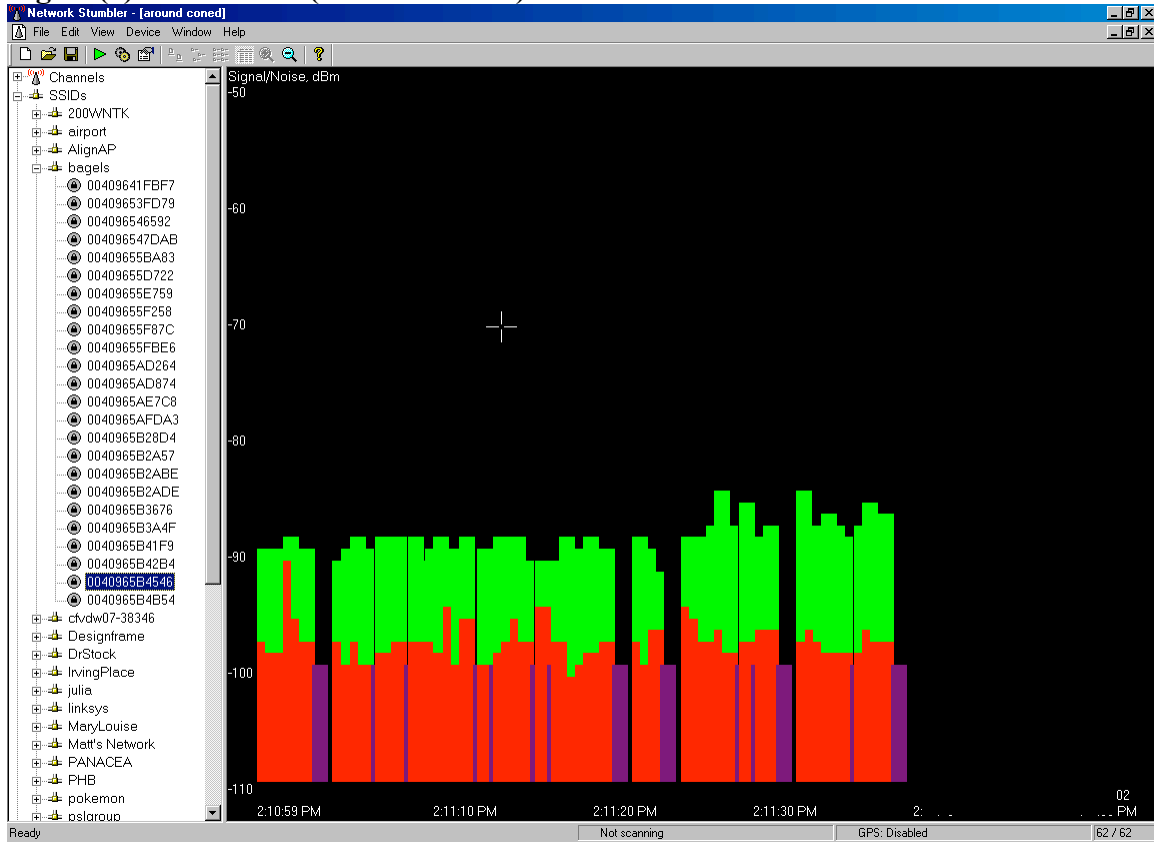 Network Stumbler - [around coned]
File Edit View Device Window Help
Channels
SSIDs
200WNTK
airport
AlignAP
bagels
00409641FBF7
00409653FD79
004096546592
004096547DAB
00409655BA83
00409655D722
00409655E759
00409655F258
00409655F87C
00409655FBE6
0040965AD264
0040965AD874
0040965AE7C8
0040965AFDA3
0040965B28D4
0040965B2A57
0040965B2ABE
0040965B2ADE
0040965B3676
0040965B3A4F
0040965B41F9
0040965B42B4
0040965B4546
0040965B4B54
cfvdw07-38346
Designframe
DrStock
IrvingPlace
julia
linksys
MaryLouise
Matt's Network
PANACEA
PHB
pokemon
pslgroup
Signal/Noise, dBm
-50
-60
-70
-80
-90
-100
-110
2:10:59 PM 2:11:10 PM 2:11:20 PM 2:11:30 PM 2: 02 PM
Ready Not scanning GPS: Disabled 62 / 62